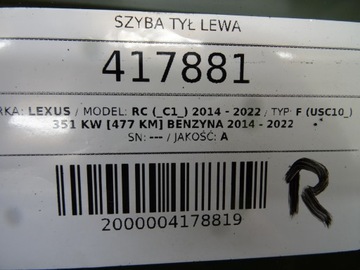 SZYBA TYŁ LEWA
417881
RKA: LEXUS / MODEL: RC (_C1_) 2014 - 2022 / TYP: F (USC10_)
351 KW [477 KM] BENZYNA 2014 - 2022
SN: --- / JAKOŚĆ: A
R
2000004178819